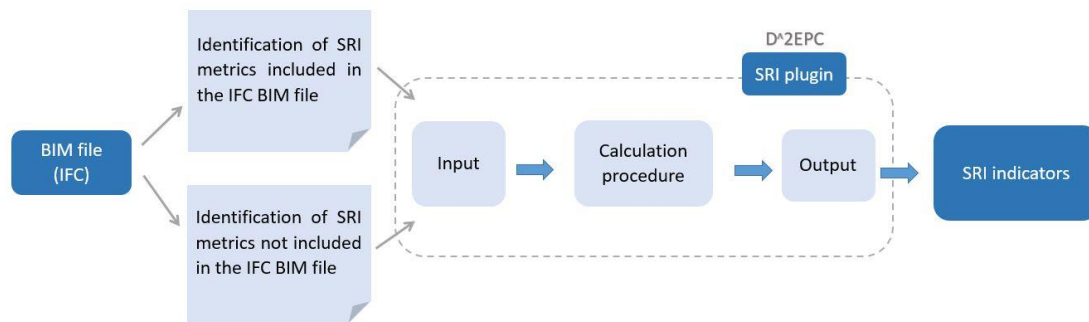 BIM file
(IFC)
Identification of SRI
metrics included in
the IFC BIM file
Identification of SRI
metrics not included
in the IFC BIM file
D^2EPC
SRI plugin
Input
Calculation
procedure
Output
SRI indicators